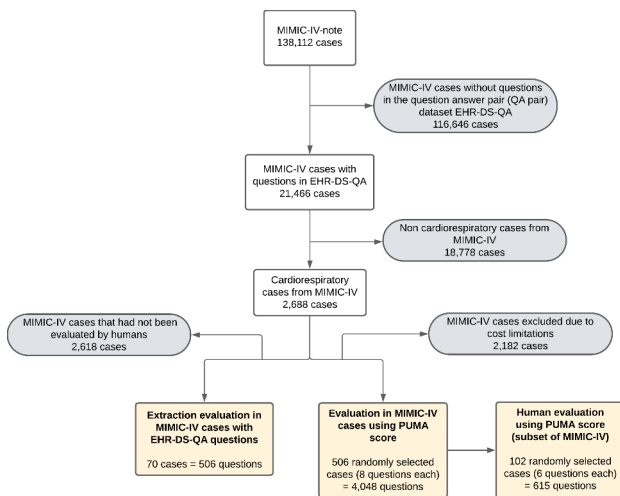 MIMIC-IV-note
138,112 cases
MIMIC-IV cases without questions
in the question answer pair (QA pair)
dataset EHR-DS-QA
116,646 cases
MIMIC-IV cases with
questions in EHR-DS-QA
21,466 cases
Non cardiorespiratory cases from
MIMIC-IV
18,778 cases
Cardiorespiratory
cases from MIMIC-IV
2,688 cases
MIMIC-IV cases that had not been
evaluated by humans
2,618 cases
MIMIC-IV cases excluded due to
cost limitations
2,182 cases
Extraction evaluation in
MIMIC-IV cases with
EHR-DS-QA questions
70 cases = 506 questions
Evaluation in MIMIC-IV
cases using PUMA
score
506 randomly selected
cases (8 questions each)
= 4,048 questions
Human evaluation
using PUMA score
(subset of MIMIC-IV)
102 randomly selected
cases (6 questions each)
= 615 questions